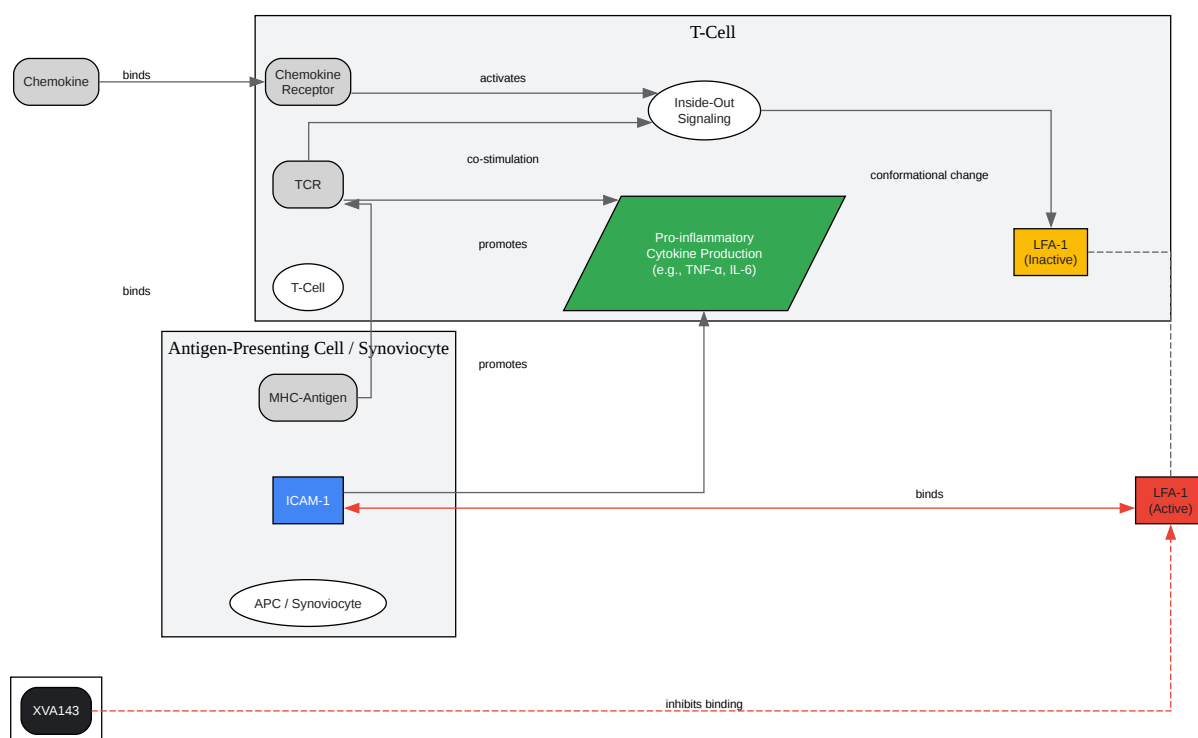 T-Cell
Chemokine
binds
Chemokine
Receptor
activates
Inside-Out
Signaling
co-stimulation
TCR
conformational change
promotes
Pro-inflammatory
Cytokine Production
(e.g., TNF-α, IL-6)
LFA-1
(Inactive)
T-Cell
binds
Antigen-Presenting Cell / Synoviocyte
promotes
MHC-Antigen
ICAM-1
binds
LFA-1
(Active)
APC / Synoviocyte
XVA143
inhibits binding